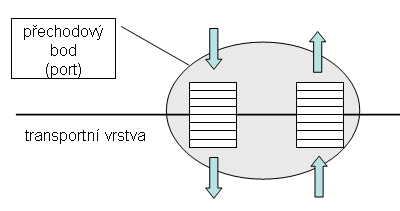 přechodový
bod
(port)
transportní vrstva